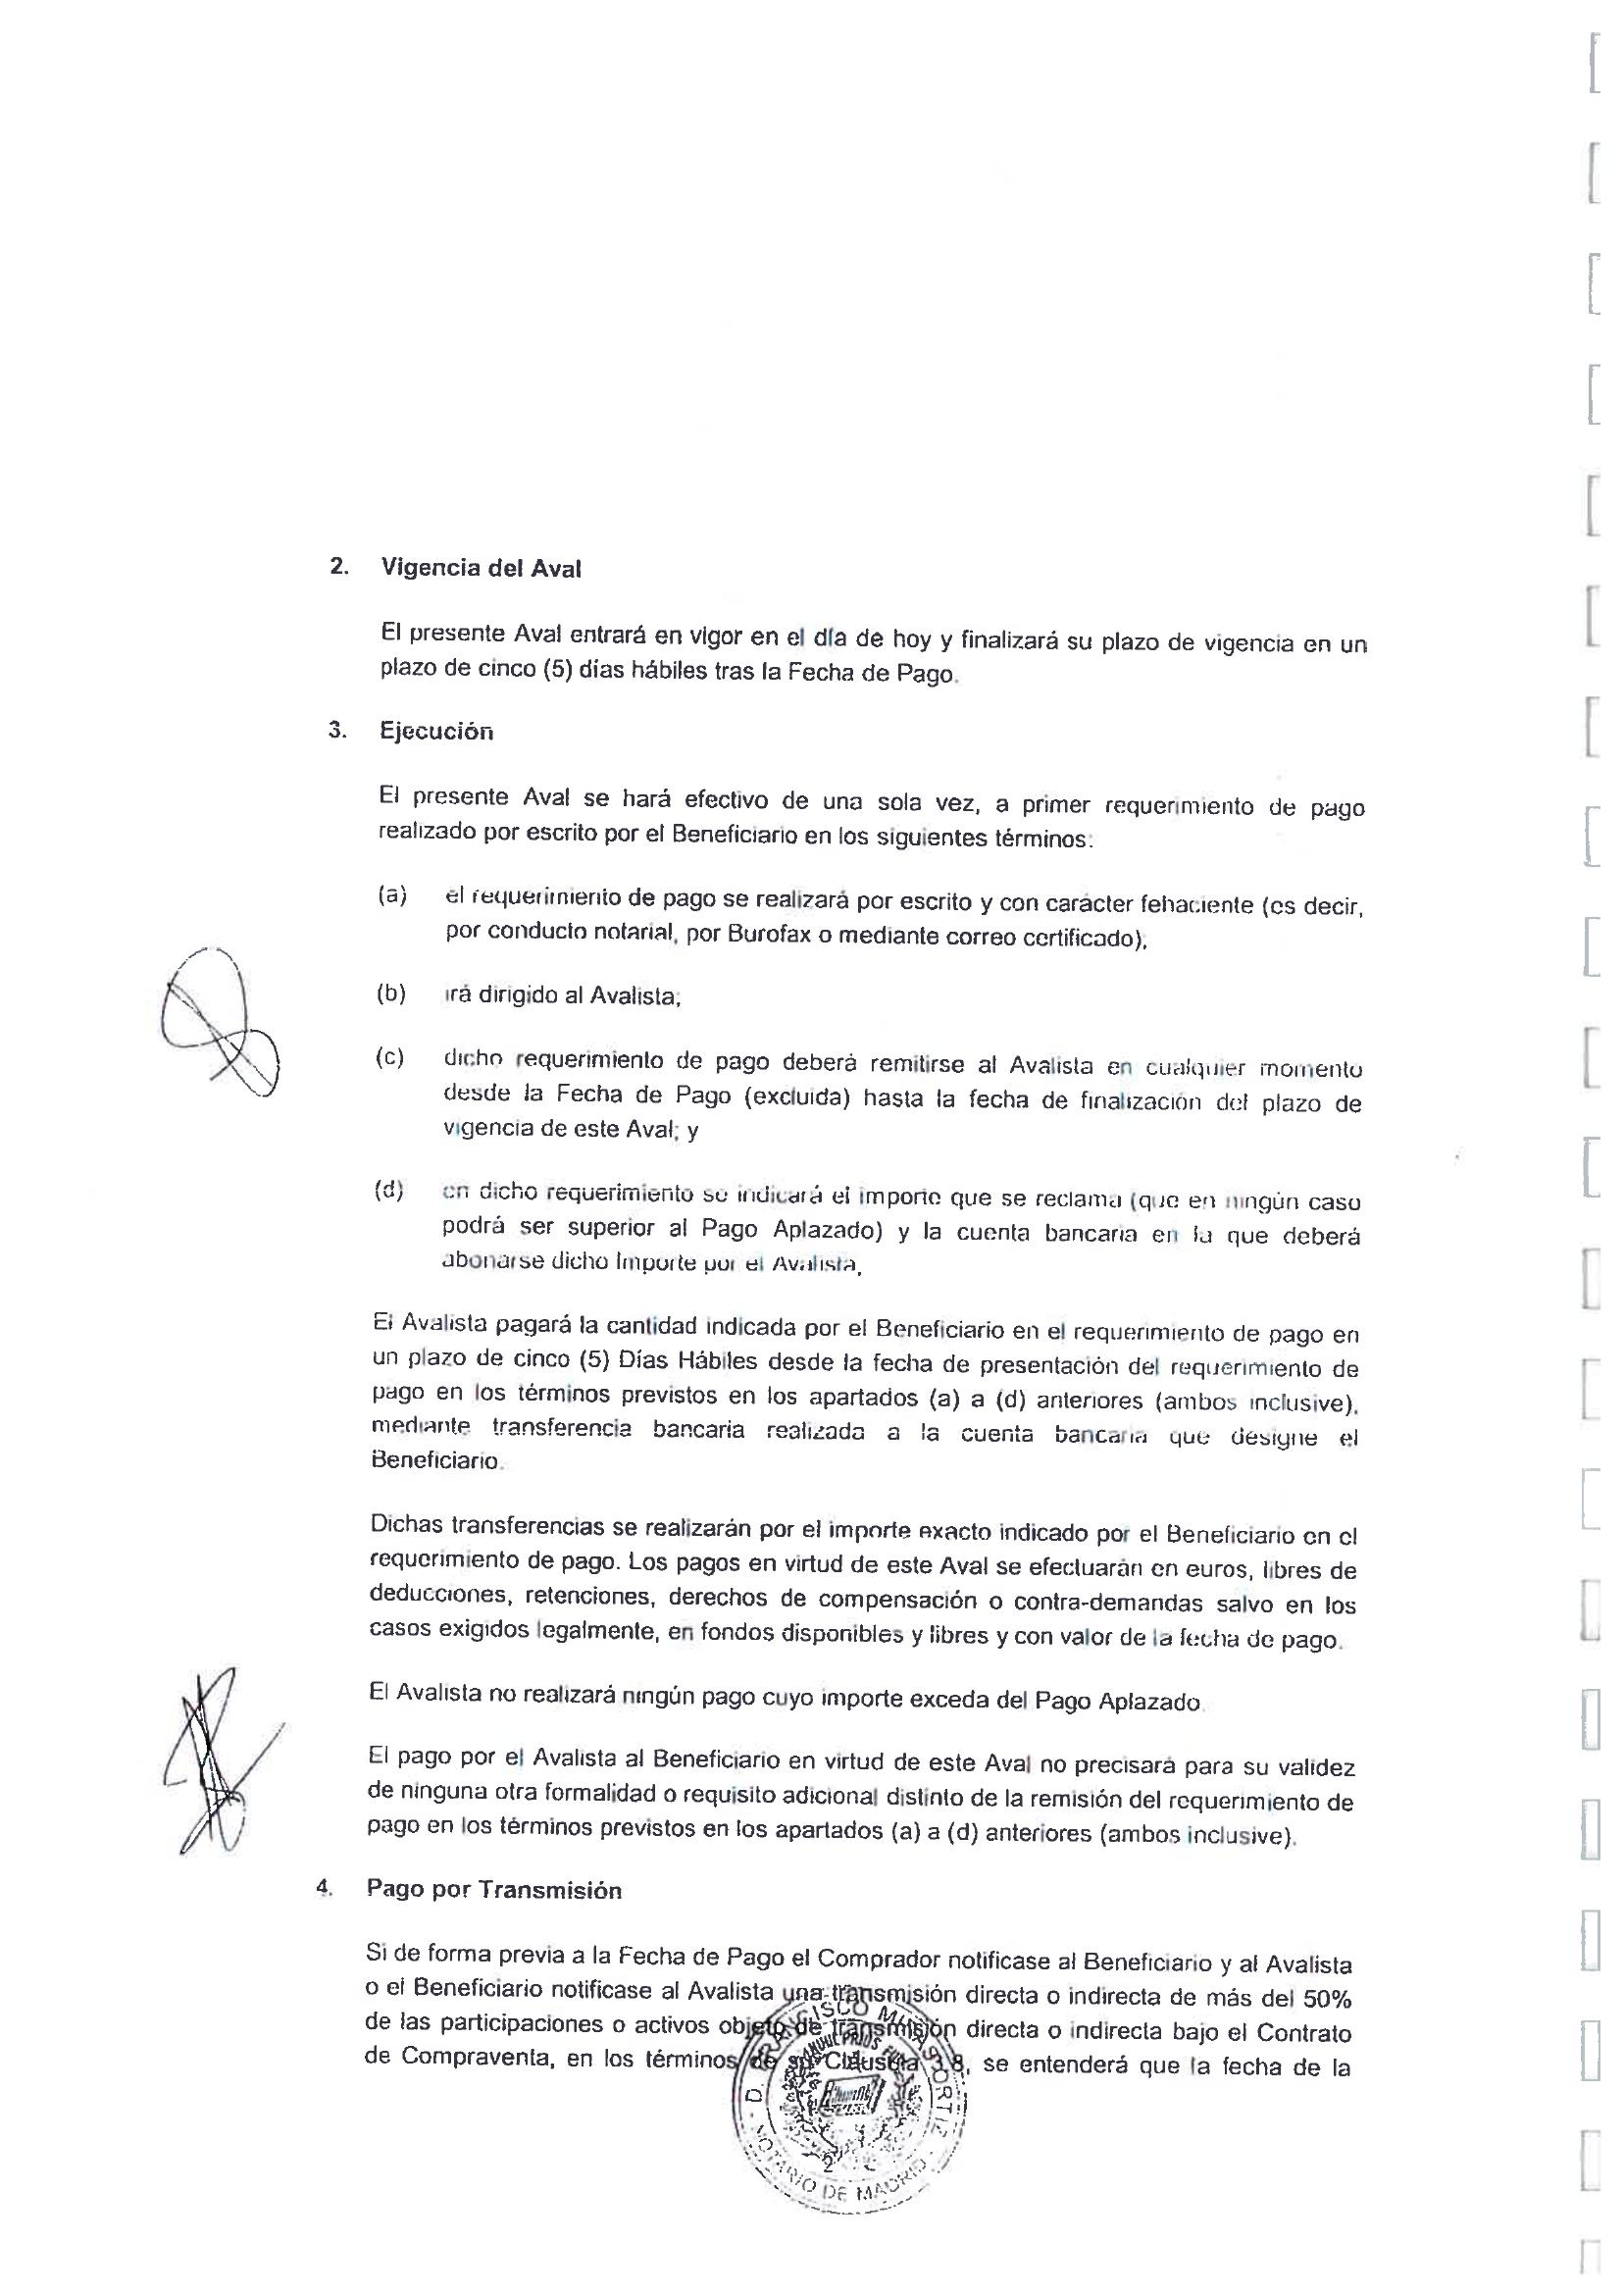 2. Vigencia del Aval
El presente Aval entrará en vigor en el día de hoy y finalizará su plazo de vigencia en un
plazo de cinco (5) días hábiles tras la Fecha de Pago.
3. Ejecución
El presente Aval se hará efectivo de una sola vez, a primer requerimiento de pago
realizado por escrito por el Beneficiario en los siguientes términos:
(a) el requerimiento de pago se realizará por escrito y con carácter fehaciente (es decir,
por conducto notarial, por Burofax o mediante correo certificado);
(b) irá dirigido al Avalista;
(c) dicho requerimiento de pago deberá remitirse al Avalista en cualquier momento
desde la Fecha de Pago (excluida) hasta la fecha de finalización del plazo de
vigencia de este Aval; y
(d) en dicho requerimiento se indicará el importe que se reclama (que en ningún caso
podrá ser superior al Pago Aplazado) y la cuenta bancaria en la que deberá
abonarse dicho Importe por el Avalista.
El Avalista pagará la cantidad indicada por el Beneficiario en el requerimiento de pago en
un plazo de cinco (5) Días Hábiles desde la fecha de presentación del requerimiento de
pago en los términos previstos en los apartados (a) a (d) anteriores (ambos inclusive),
mediante transferencia bancaria realizada a la cuenta bancaria que designe el
Beneficiario.
Dichas transferencias se realizarán por el importe exacto indicado por el Beneficiario en el
requerimiento de pago. Los pagos en virtud de este Aval se efectuarán en euros, libres de
deducciones, retenciones, derechos de compensación o contra-demandas salvo en los
casos exigidos legalmente, en fondos disponibles y libres y con valor de la fecha de pago.
El Avalista no realizará ningún pago cuyo importe exceda del Pago Aplazado.
El pago por el Avalista al Beneficiario en virtud de este Aval no precisará para su validez
de ninguna otra formalidad o requisito adicional distinto de la remisión del requerimiento de
pago en los términos previstos en los apartados (a) a (d) anteriores (ambos inclusive).
4. Pago por Transmisión
Si de forma previa a la Fecha de Pago el Comprador notificase al Beneficiario y al Avalista
o el Beneficiario notificase al Avalista una transmisión directa o indirecta de más del 50%
de las participaciones o activos objeto de transmisión directa o indirecta bajo el Contrato
de Compraventa, en los términos de su Cláusula 3.8, se entenderá que la fecha de la
NOTARIO DE MADRID